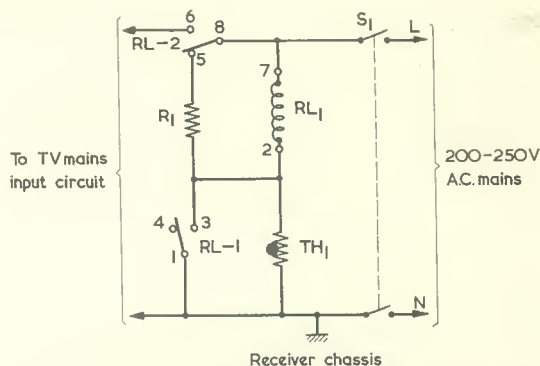 6
8
RL-2
5
S1
L
7
R1
RL1
2
To TV mains
input circuit
200-250V
A.C. mains
4
3
RL-1
1
TH1
N
Receiver chassis